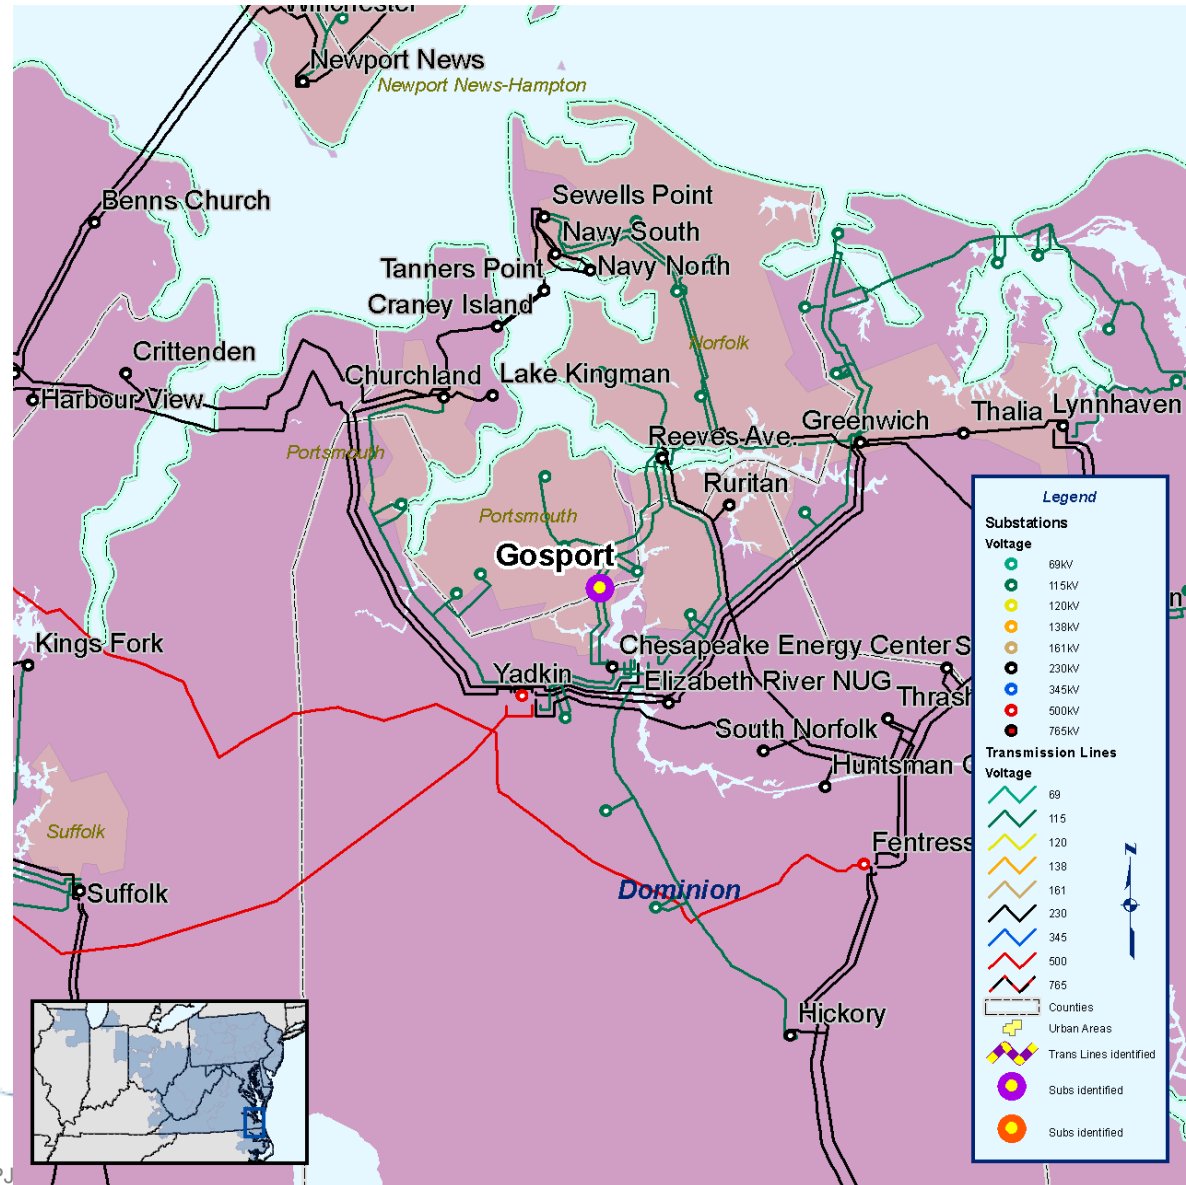 Winchester
Newport News
Newport News-Hampton
Benns Church
Sewells Point
Navy South
Tanners Point
Navy North
Craney Island
Norfolk
Crittenden
Churchland
Lake Kingman
Harbour View
Thalia
Lynnhaven
Greenwich
Reeves Ave.
Portsmouth
Ruritan
Portsmouth
Gosport
Kings Fork
Chesapeake Energy Center
S
Yadkin
Elizabeth River NUG
Thrash
South Norfolk
Huntsman C
Suffolk
Fentress
Dominion
Suffolk
Hickory
n
PJ
Legend
Substations
Voltage
69kV
115kV
120kV
138kV
161kV
230kV
345kV
500kV
765kV
Transmission Lines
Voltage
69
115
120
138
161
230
345
500
765
Counties
Urban Areas
Trans Lines identified
Subs identified
Subs identified
N